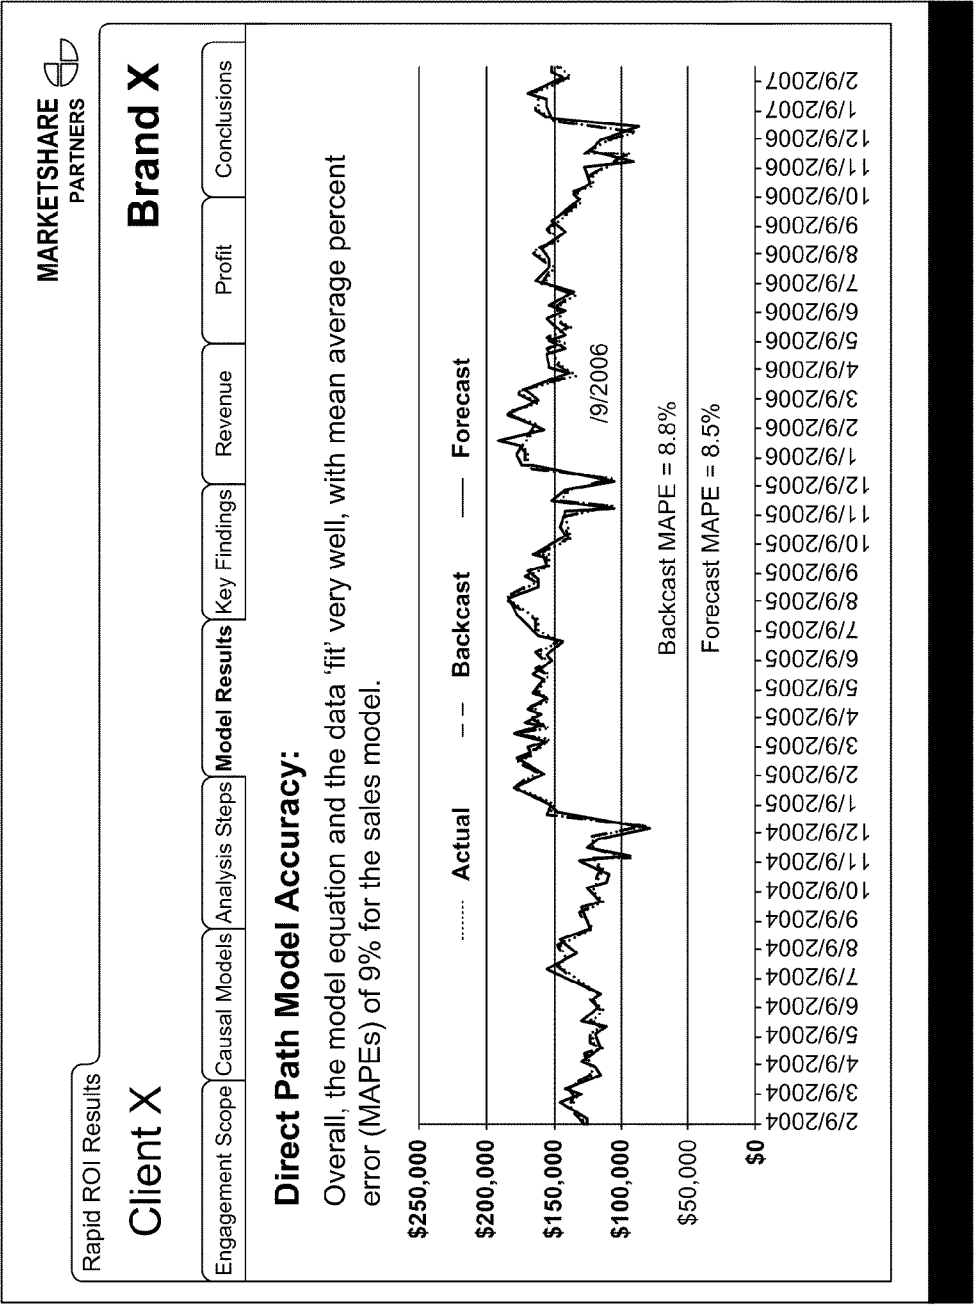 MARKETSHARE
PARTNERS
Rapid ROI Results
Client X
Brand X
Engagement Scope
Causal Models
Analysis Steps
Model Results
Key Findings
Revenue
Profit
Conclusions
Direct Path Model Accuracy:
Overall, the model equation and the data ‘fit’ very well, with mean average percent
error (MAPEs) of 9% for the sales model.
Actual
Backcast
Forecast
$250,000
$200,000
$150,000
$100,000
$50,000
$0
/9/2006
Backcast MAPE = 8.8%
Forecast MAPE = 8.5%
2/9/2004
3/9/2004
4/9/2004
5/9/2004
6/9/2004
7/9/2004
8/9/2004
9/9/2004
10/9/2004
11/9/2004
12/9/2004
1/9/2005
2/9/2005
3/9/2005
4/9/2005
5/9/2005
6/9/2005
7/9/2005
8/9/2005
9/9/2005
10/9/2005
11/9/2005
12/9/2005
1/9/2006
2/9/2006
3/9/2006
4/9/2006
5/9/2006
6/9/2006
7/9/2006
8/9/2006
9/9/2006
10/9/2006
11/9/2006
12/9/2006
1/9/2007
2/9/2007